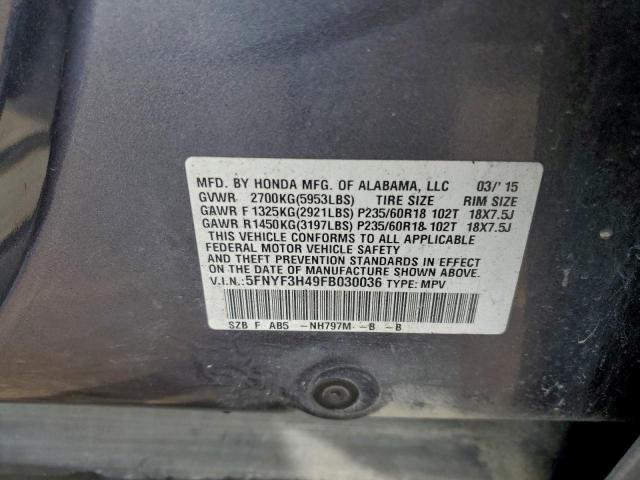 MFD. BY HONDA MFG. OF ALABAMA, LLC 03/'15
GVWR 2700KG(5953LBS) TIRE SIZE RIM SIZE
GAWR F 1325KG(2921LBS) P235/60R18 102T 18X7.5J
GAWR R1450KG(3197LBS) P235/60R18 102T 18X7.5J
THIS VEHICLE CONFORMS TO ALL APPLICABLE
FEDERAL MOTOR VEHICLE SAFETY
AND THEFT PREVENTION STANDARDS IN EFFECT
ON THE DATE OF MANUFACTURE SHOWN ABOVE.
V.I.N.:5FNYF3H49FB030036 TYPE: MPV
SZB F AB5 -NH797M -B -B